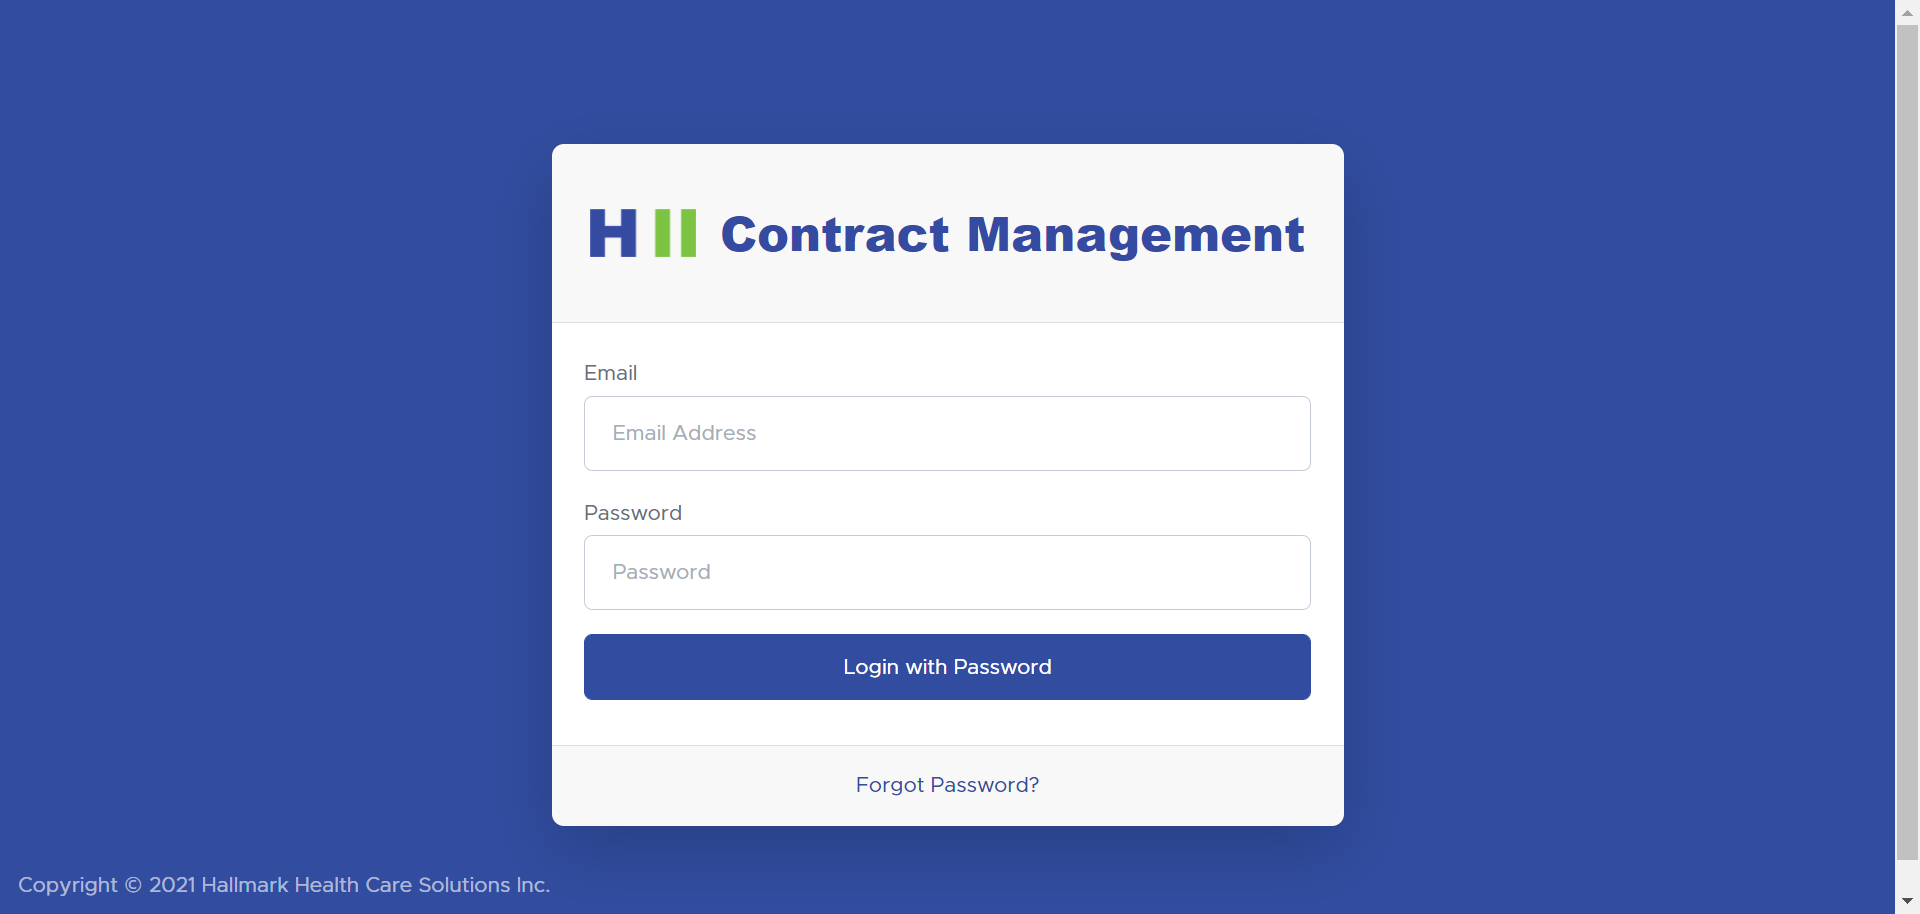 HII Contract Management
Email
Email Address
Password
Password
Login with Password
Forgot Password?
Copyright © 2021 Hallmark Health Care Solutions Inc.